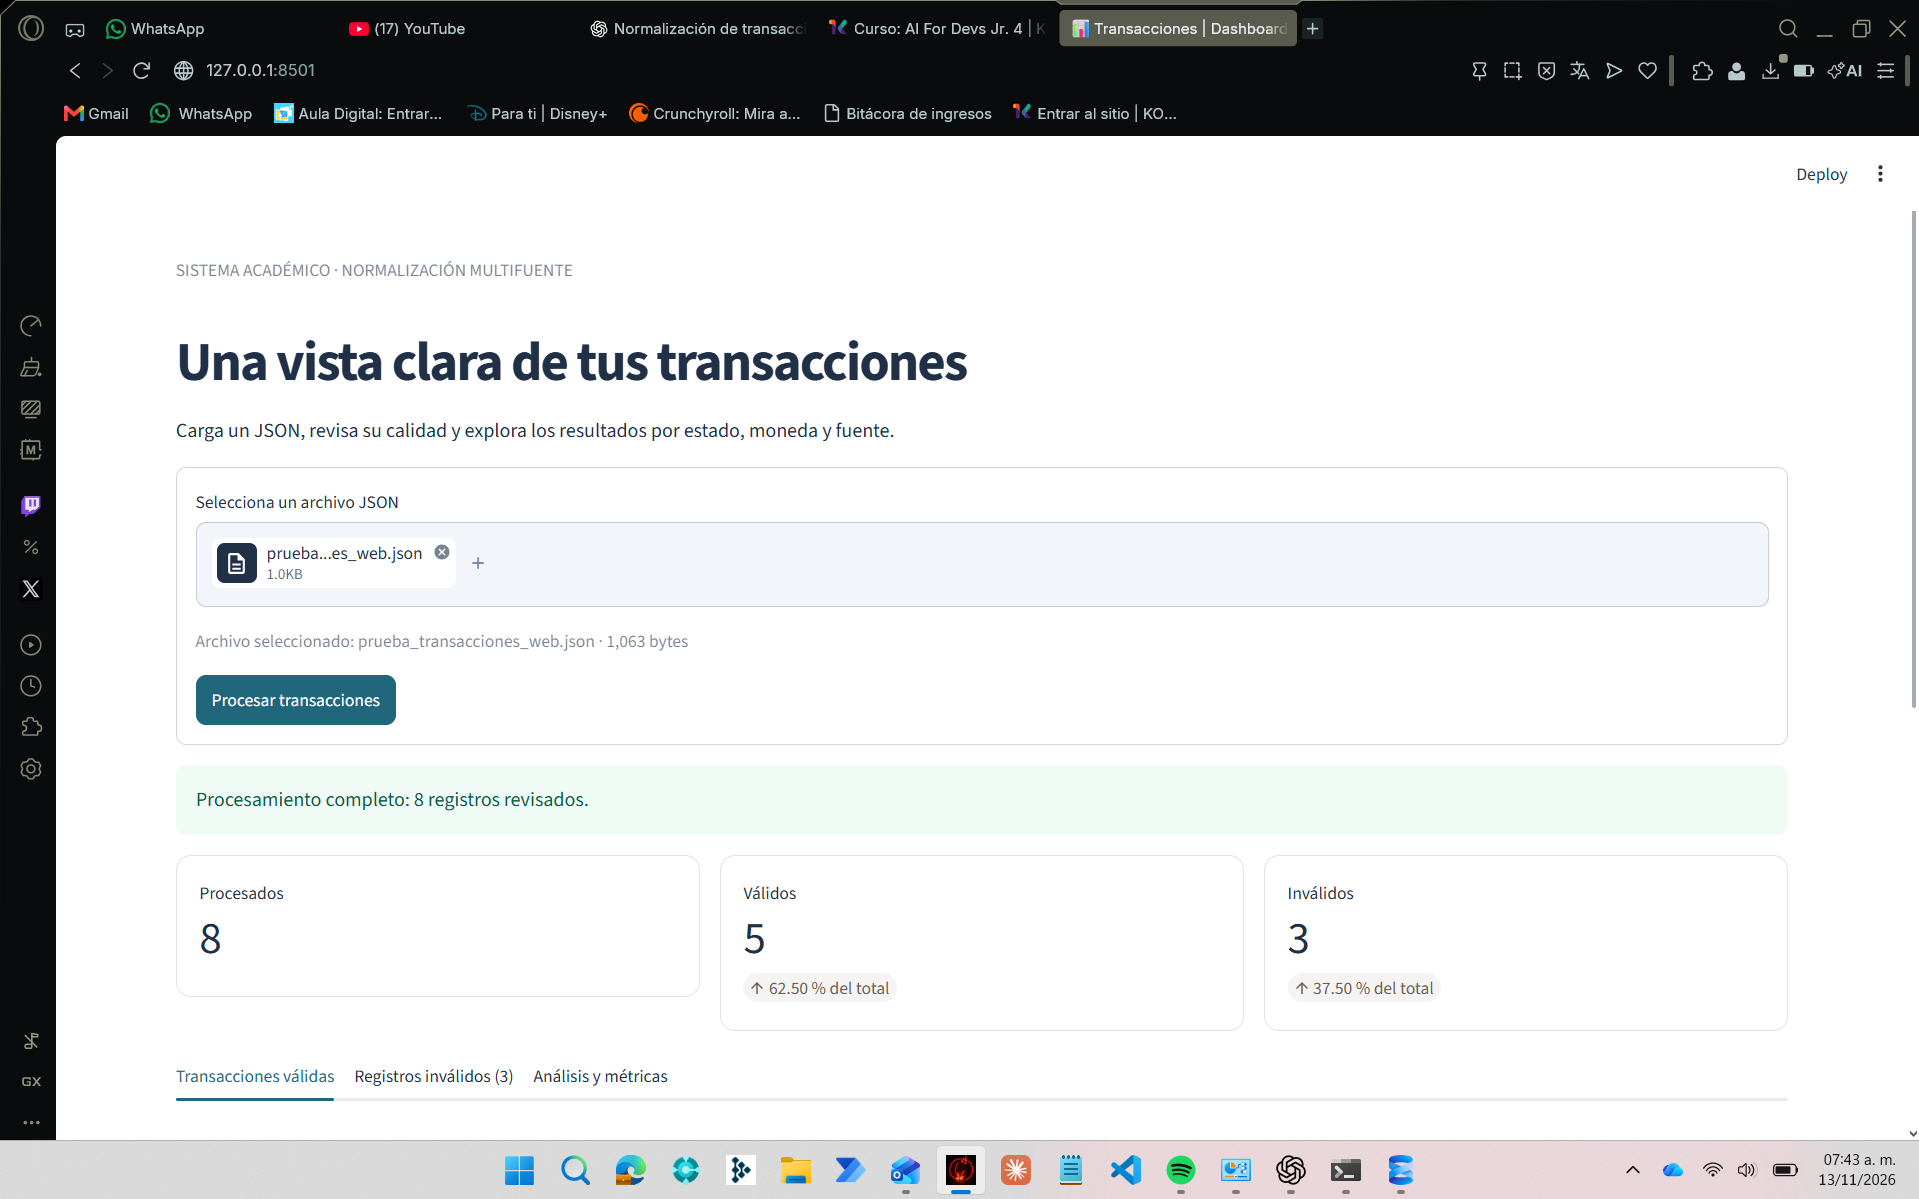 WhatsApp
(17) YouTube
Normalización de transacci
Curso: AI For Devs Jr. 4 | K
Transacciones | Dashboard
127.0.0.1:8501
AI
Gmail
WhatsApp
Aula Digital: Entrar...
Para ti | Disney+
Crunchyroll: Mira a...
Bitácora de ingresos
Entrar al sitio | KO...
Deploy
SISTEMA ACADÉMICO · NORMALIZACIÓN MULTIFUENTE
Una vista clara de tus transacciones
Carga un JSON, revisa su calidad y explora los resultados por estado, moneda y fuente.
Selecciona un archivo JSON
prueba...es_web.json
1.0KB
Archivo seleccionado: prueba_transacciones_web.json · 1,063 bytes
Procesar transacciones
Procesamiento completo: 8 registros revisados.
Procesados
8
Válidos
5
↑ 62.50 % del total
Inválidos
3
↑ 37.50 % del total
Transacciones válidas
Registros inválidos (3)
Análisis y métricas
GX
07:43 a. m.
13/11/2026